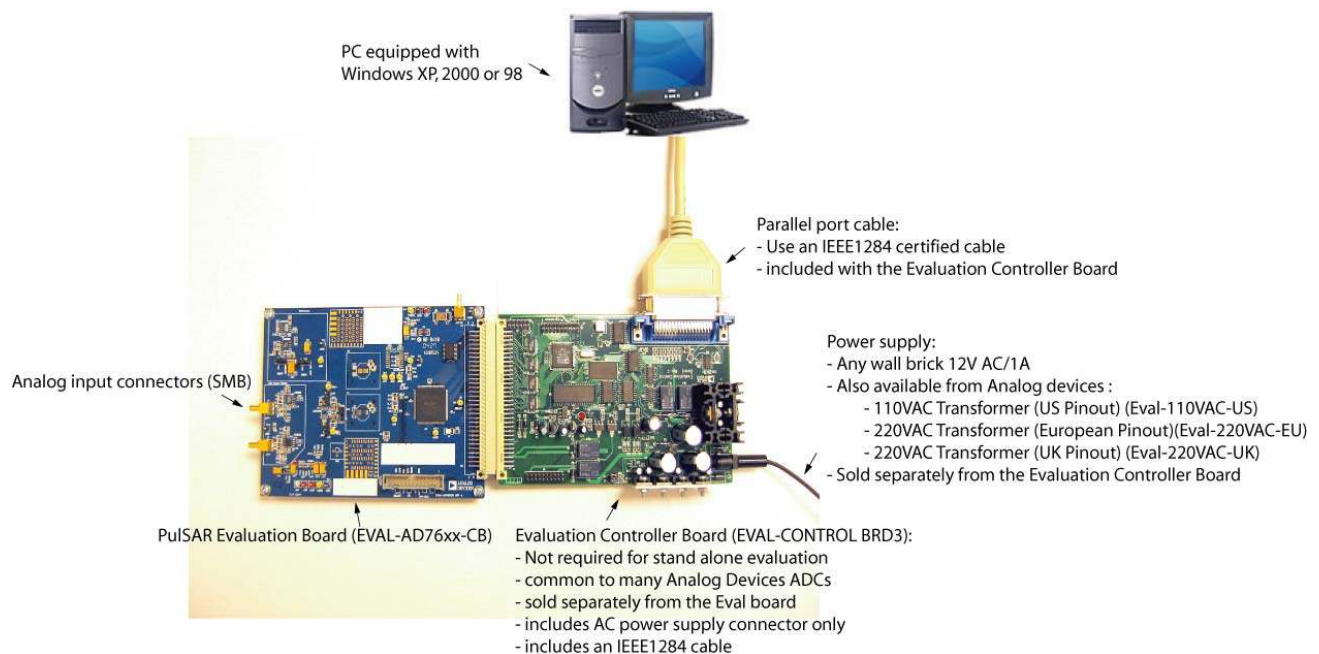 PC equipped with
Windows XP, 2000 or 98
Parallel port cable:
- Use an IEEE1284 certified cable
- included with the Evaluation Controller Board
Power supply:
- Any wall brick 12V AC/1A
- Also available from Analog devices :
- 110VAC Transformer (US Pinout) (Eval-110VAC-US)
- 220VAC Transformer (European Pinout)(Eval-220VAC-EU)
- 220VAC Transformer (UK Pinout) (Eval-220VAC-UK)
- Sold separately from the Evaluation Controller Board
Analog input connectors (SMB)
PulSAR Evaluation Board (EVAL-AD76xx-CB)
Evaluation Controller Board (EVAL-CONTROL BRD3):
- Not required for stand alone evaluation
- common to many Analog Devices ADCs
- sold separately from the Eval board
- includes AC power supply connector only
- includes an IEEE1284 cable
ANALOG
DEVICES